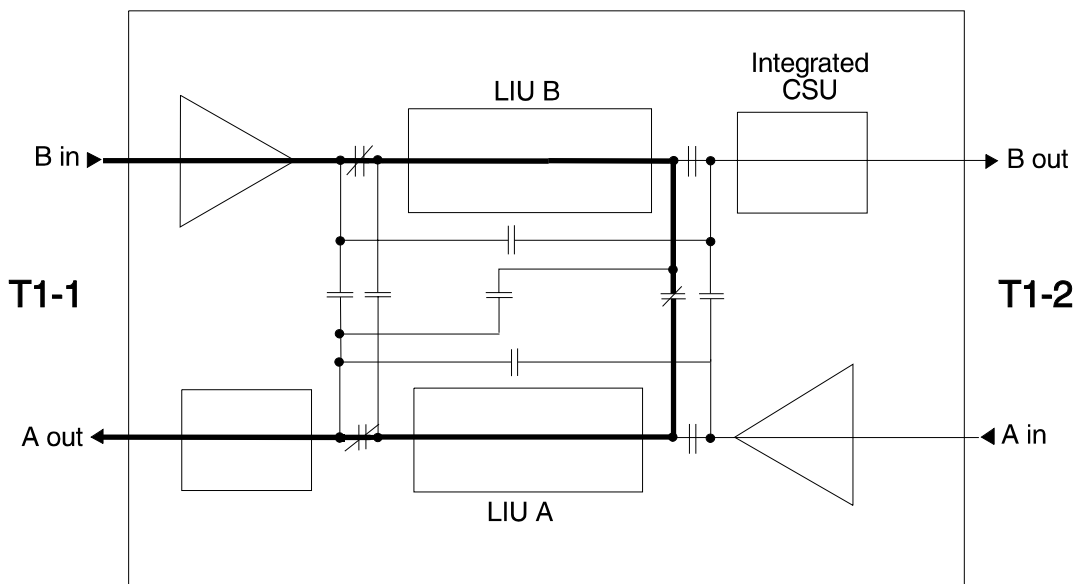 Integrated
CSU
LIU B
B in
B out
T1-1
T1-2
A out
A in
LIU A